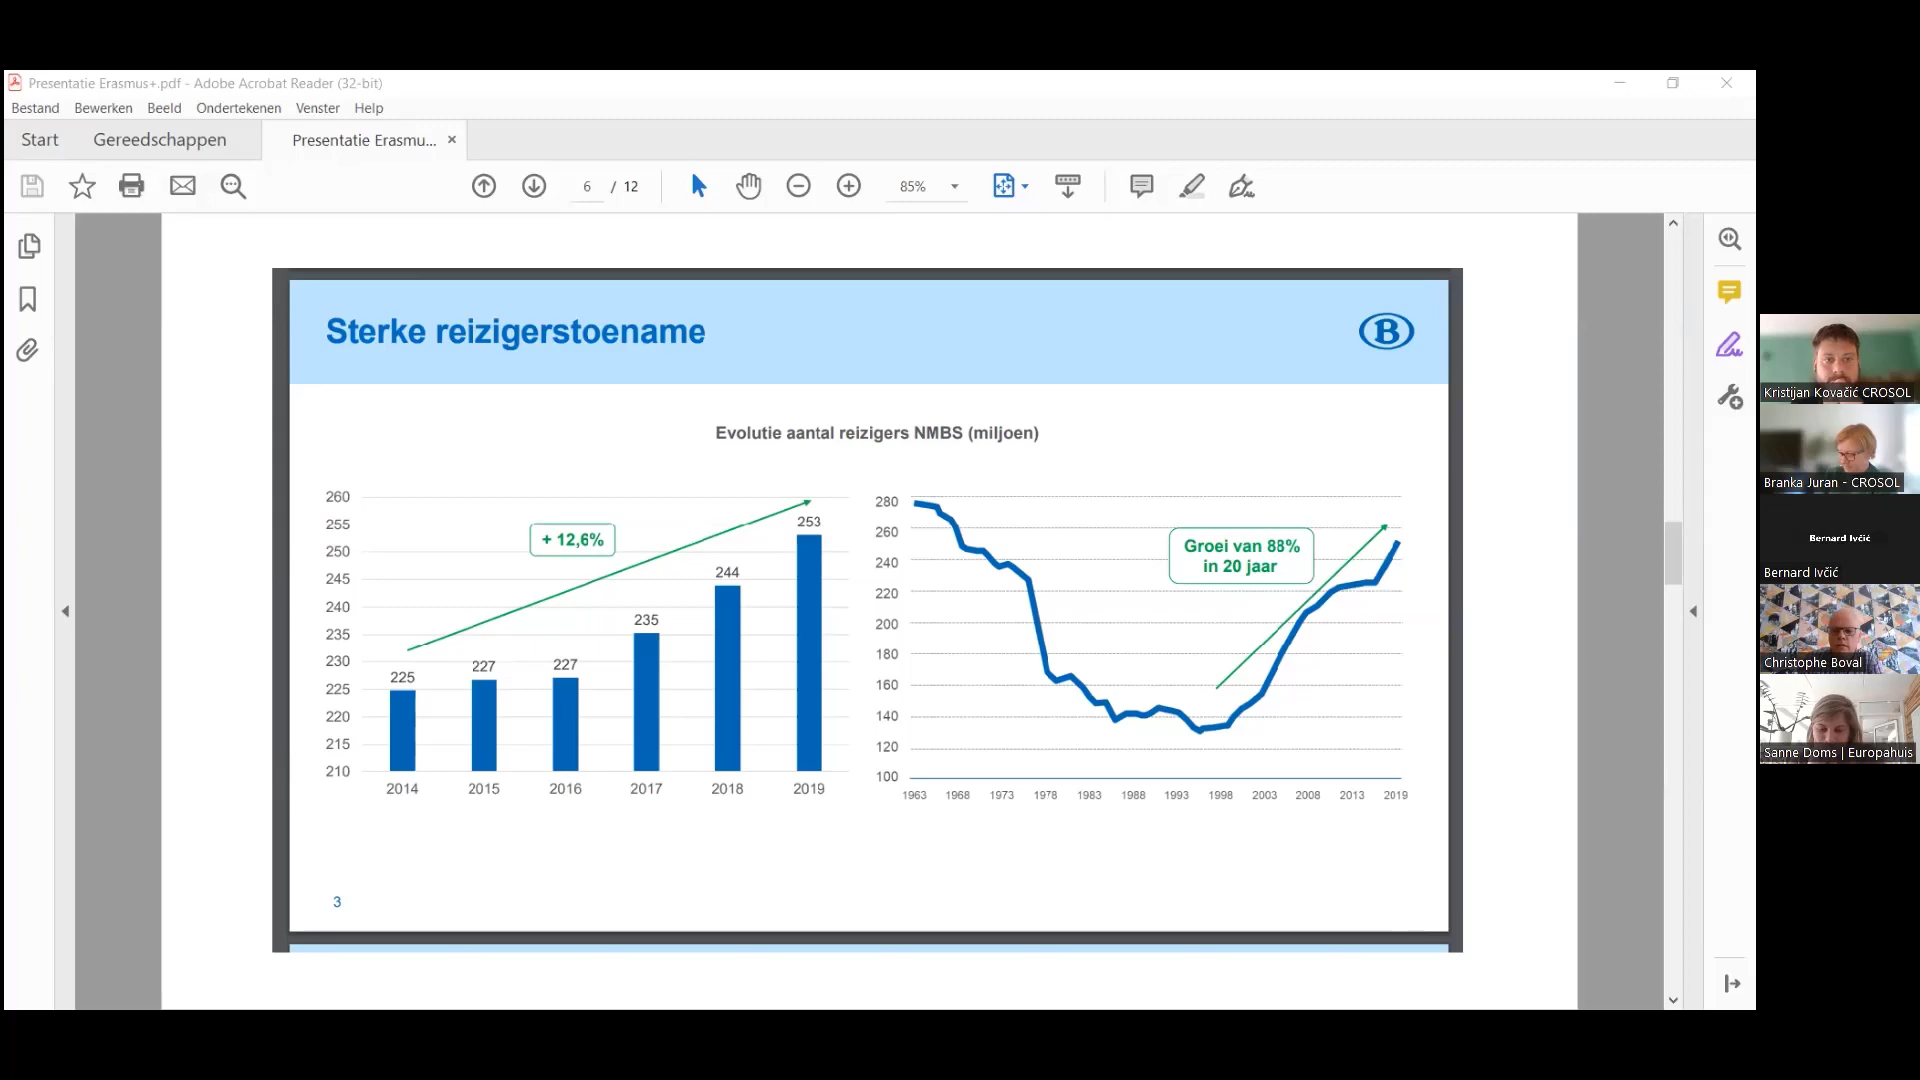 Presentatie Erasmus+.pdf - Adobe Acrobat Reader (32-bit)
Bestand Bewerken Beeld Ondertekenen Venster Help
Start Gereedschappen Presentatie Erasmu...
6 / 12 85%
Sterke reizigerstoename
B
Evolutie aantal reizigers NMBS (miljoen)
260
255
250
245
240
235
230
225
220
215
210
+ 12,6%
225
227
227
235
244
253
2014 2015 2016 2017 2018 2019
280
260
240
220
200
180
160
140
120
100
Groei van 88%
in 20 jaar
1963 1968 1973 1978 1983 1988 1993 1998 2003 2008 2013 2019
3
Kristijan Kovačić CROSOL
Branka Juran - CROSOL
Bernard Ivčić
Bernard Ivčić
Christophe Boval
Sanne Doms | Europahuis